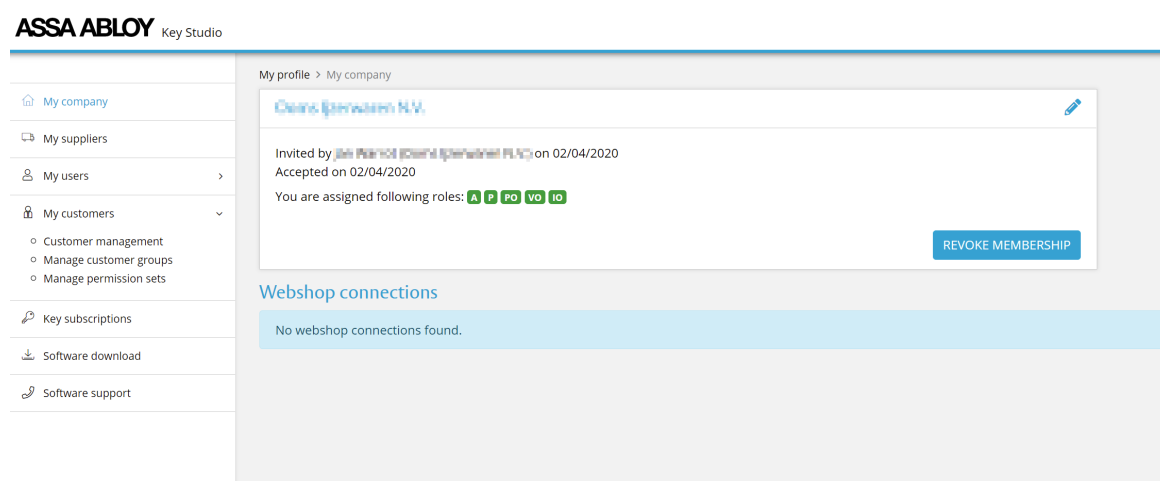 ASSA ABLOY Key Studio
My profile > My company
My company
My suppliers
My users
My customers
Customer management
Manage customer groups
Manage permission sets
Key subscriptions
Software download
Software support
Invited by on 02/04/2020
Accepted on 02/04/2020
You are assigned following roles: A P PO VO IO
REVOKE MEMBERSHIP
Webshop connections
No webshop connections found.